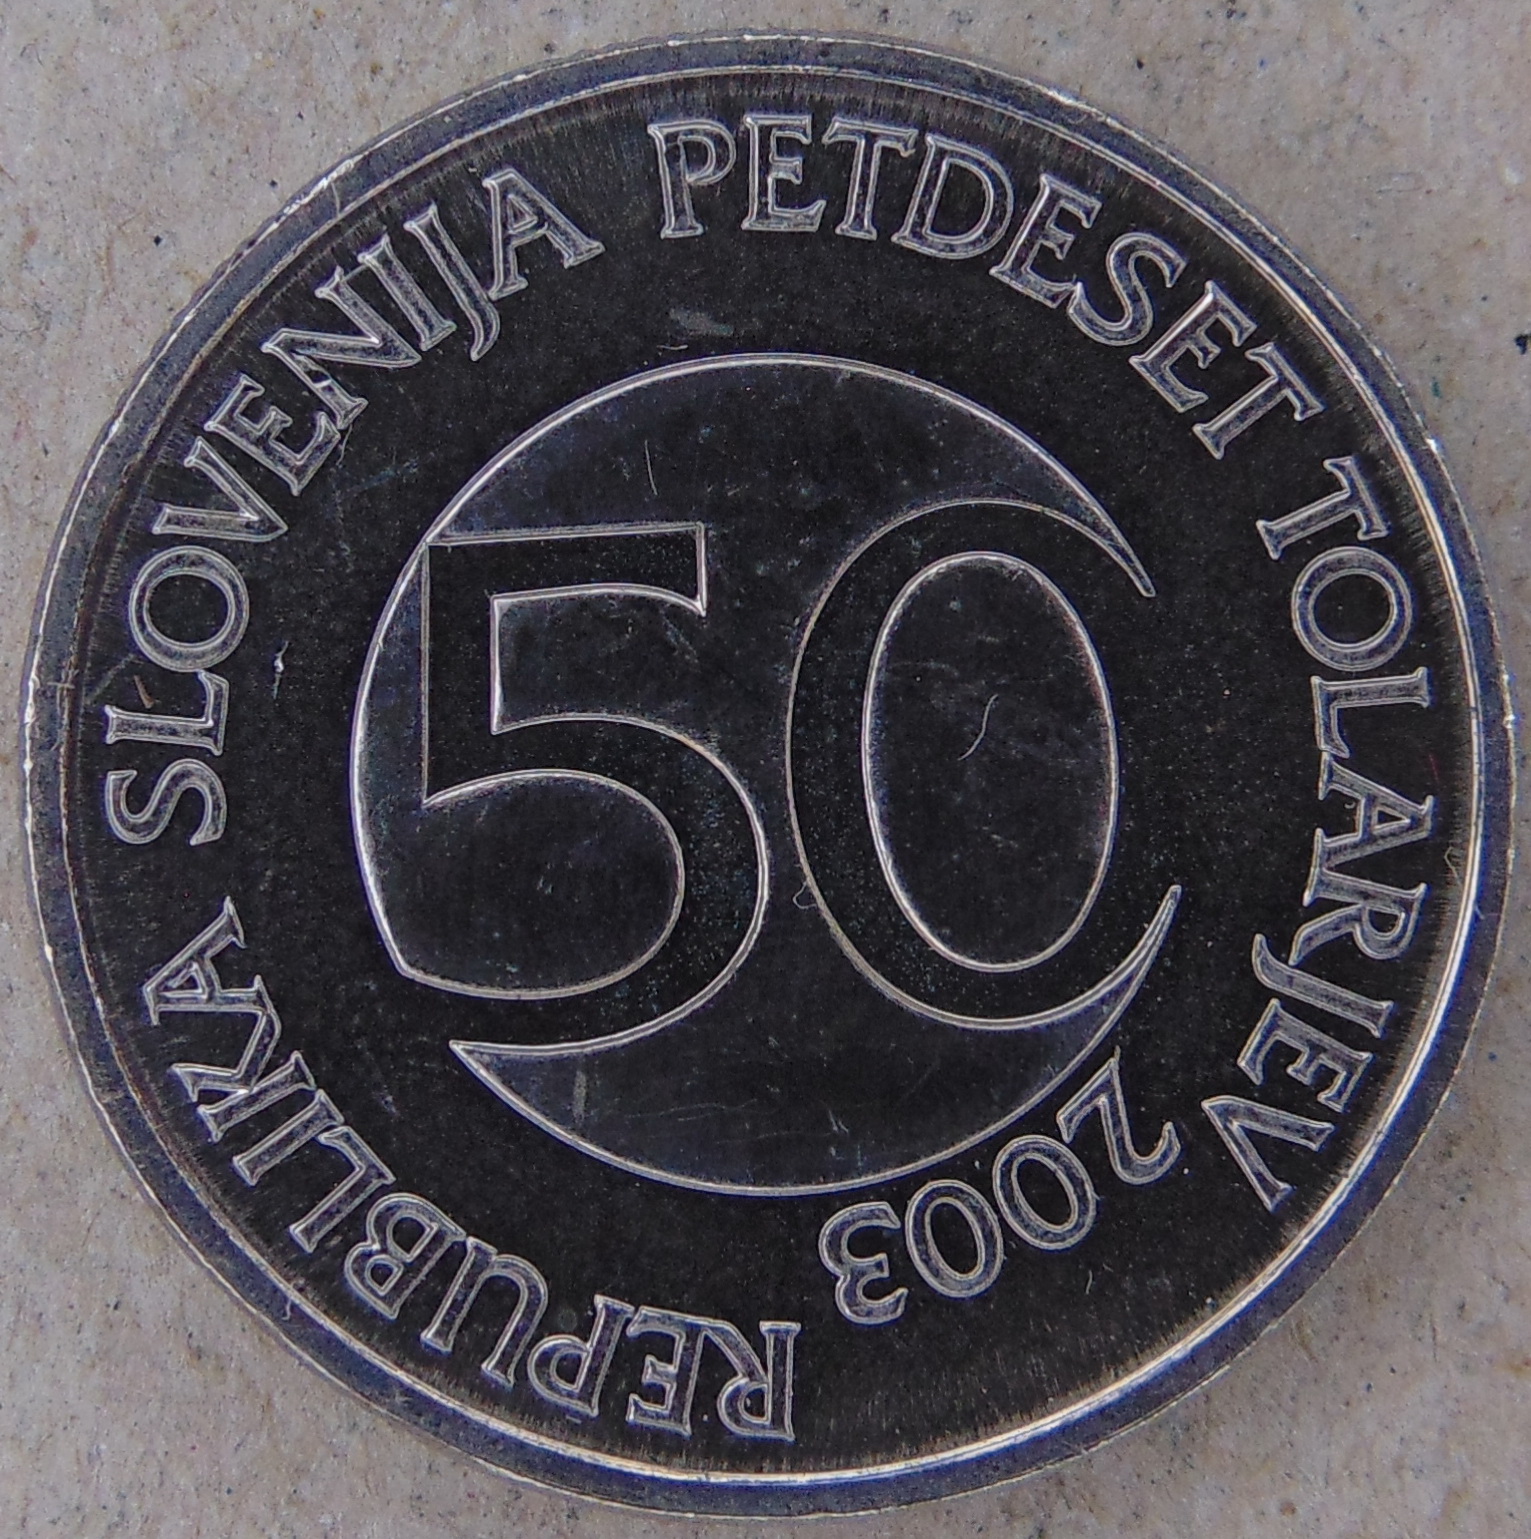 REPUBLIKA SLOVENIJA PETDESET TOLARJEV
2003
50